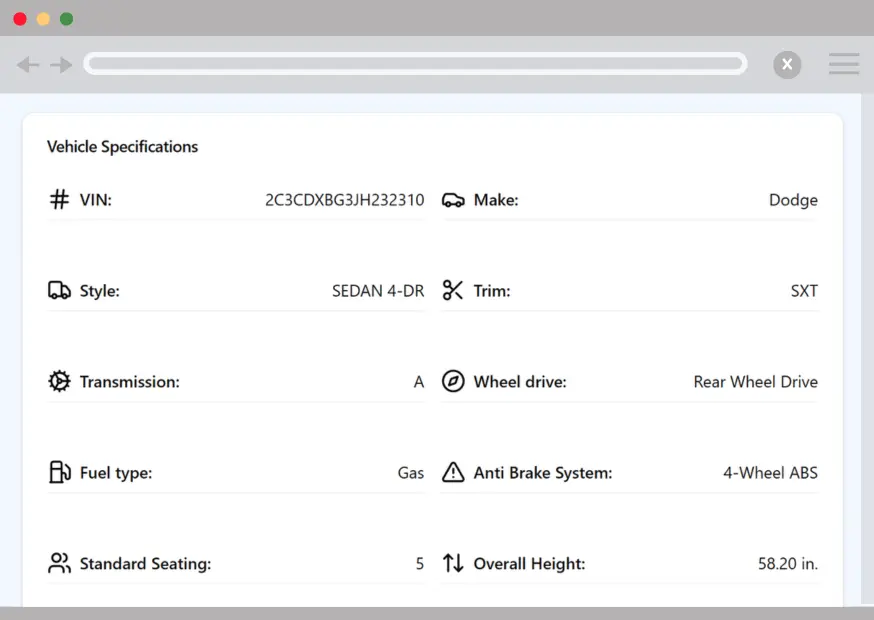 Vehicle Specifications
VIN: 2C3CDXBG3JH232310 Make: Dodge
Style: SEDAN 4-DR Trim: SXT
Transmission: A Wheel drive: Rear Wheel Drive
Fuel type: Gas Anti Brake System: 4-Wheel ABS
Standard Seating: 5 Overall Height: 58.20 in.